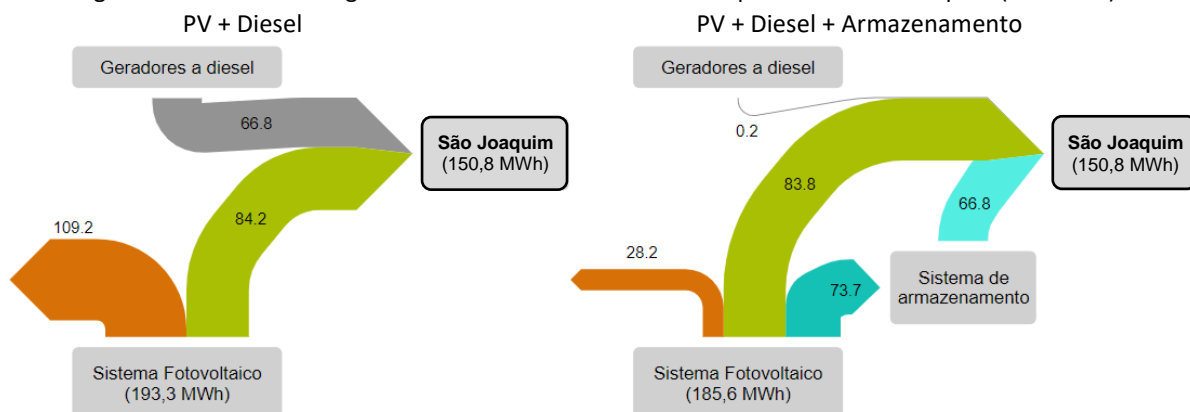 PV + Diesel
Geradores a diesel
66.8
São Joaquim
(150,8 MWh)
84.2
109.2
Sistema Fotovoltaico
(193,3 MWh)
PV + Diesel + Armazenamento
Geradores a diesel
0.2
São Joaquim
(150,8 MWh)
83.8
66.8
28.2
73.7
Sistema de
armazenamento
Sistema Fotovoltaico
(185,6 MWh)